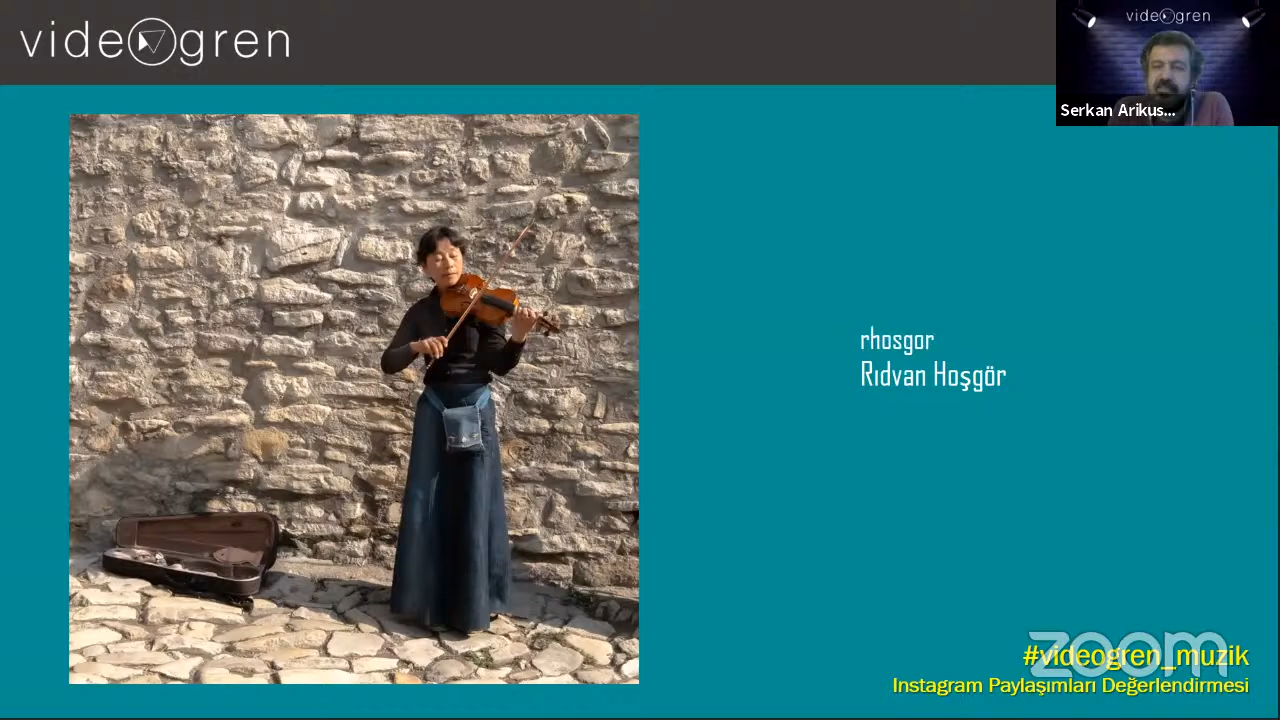 videogren
videogren
Serkan Arikus...
rhosgor
Rıdvan Hoşgör
zoom
#videogren_muzik
Instagram Paylaşımları Değerlendirmesi